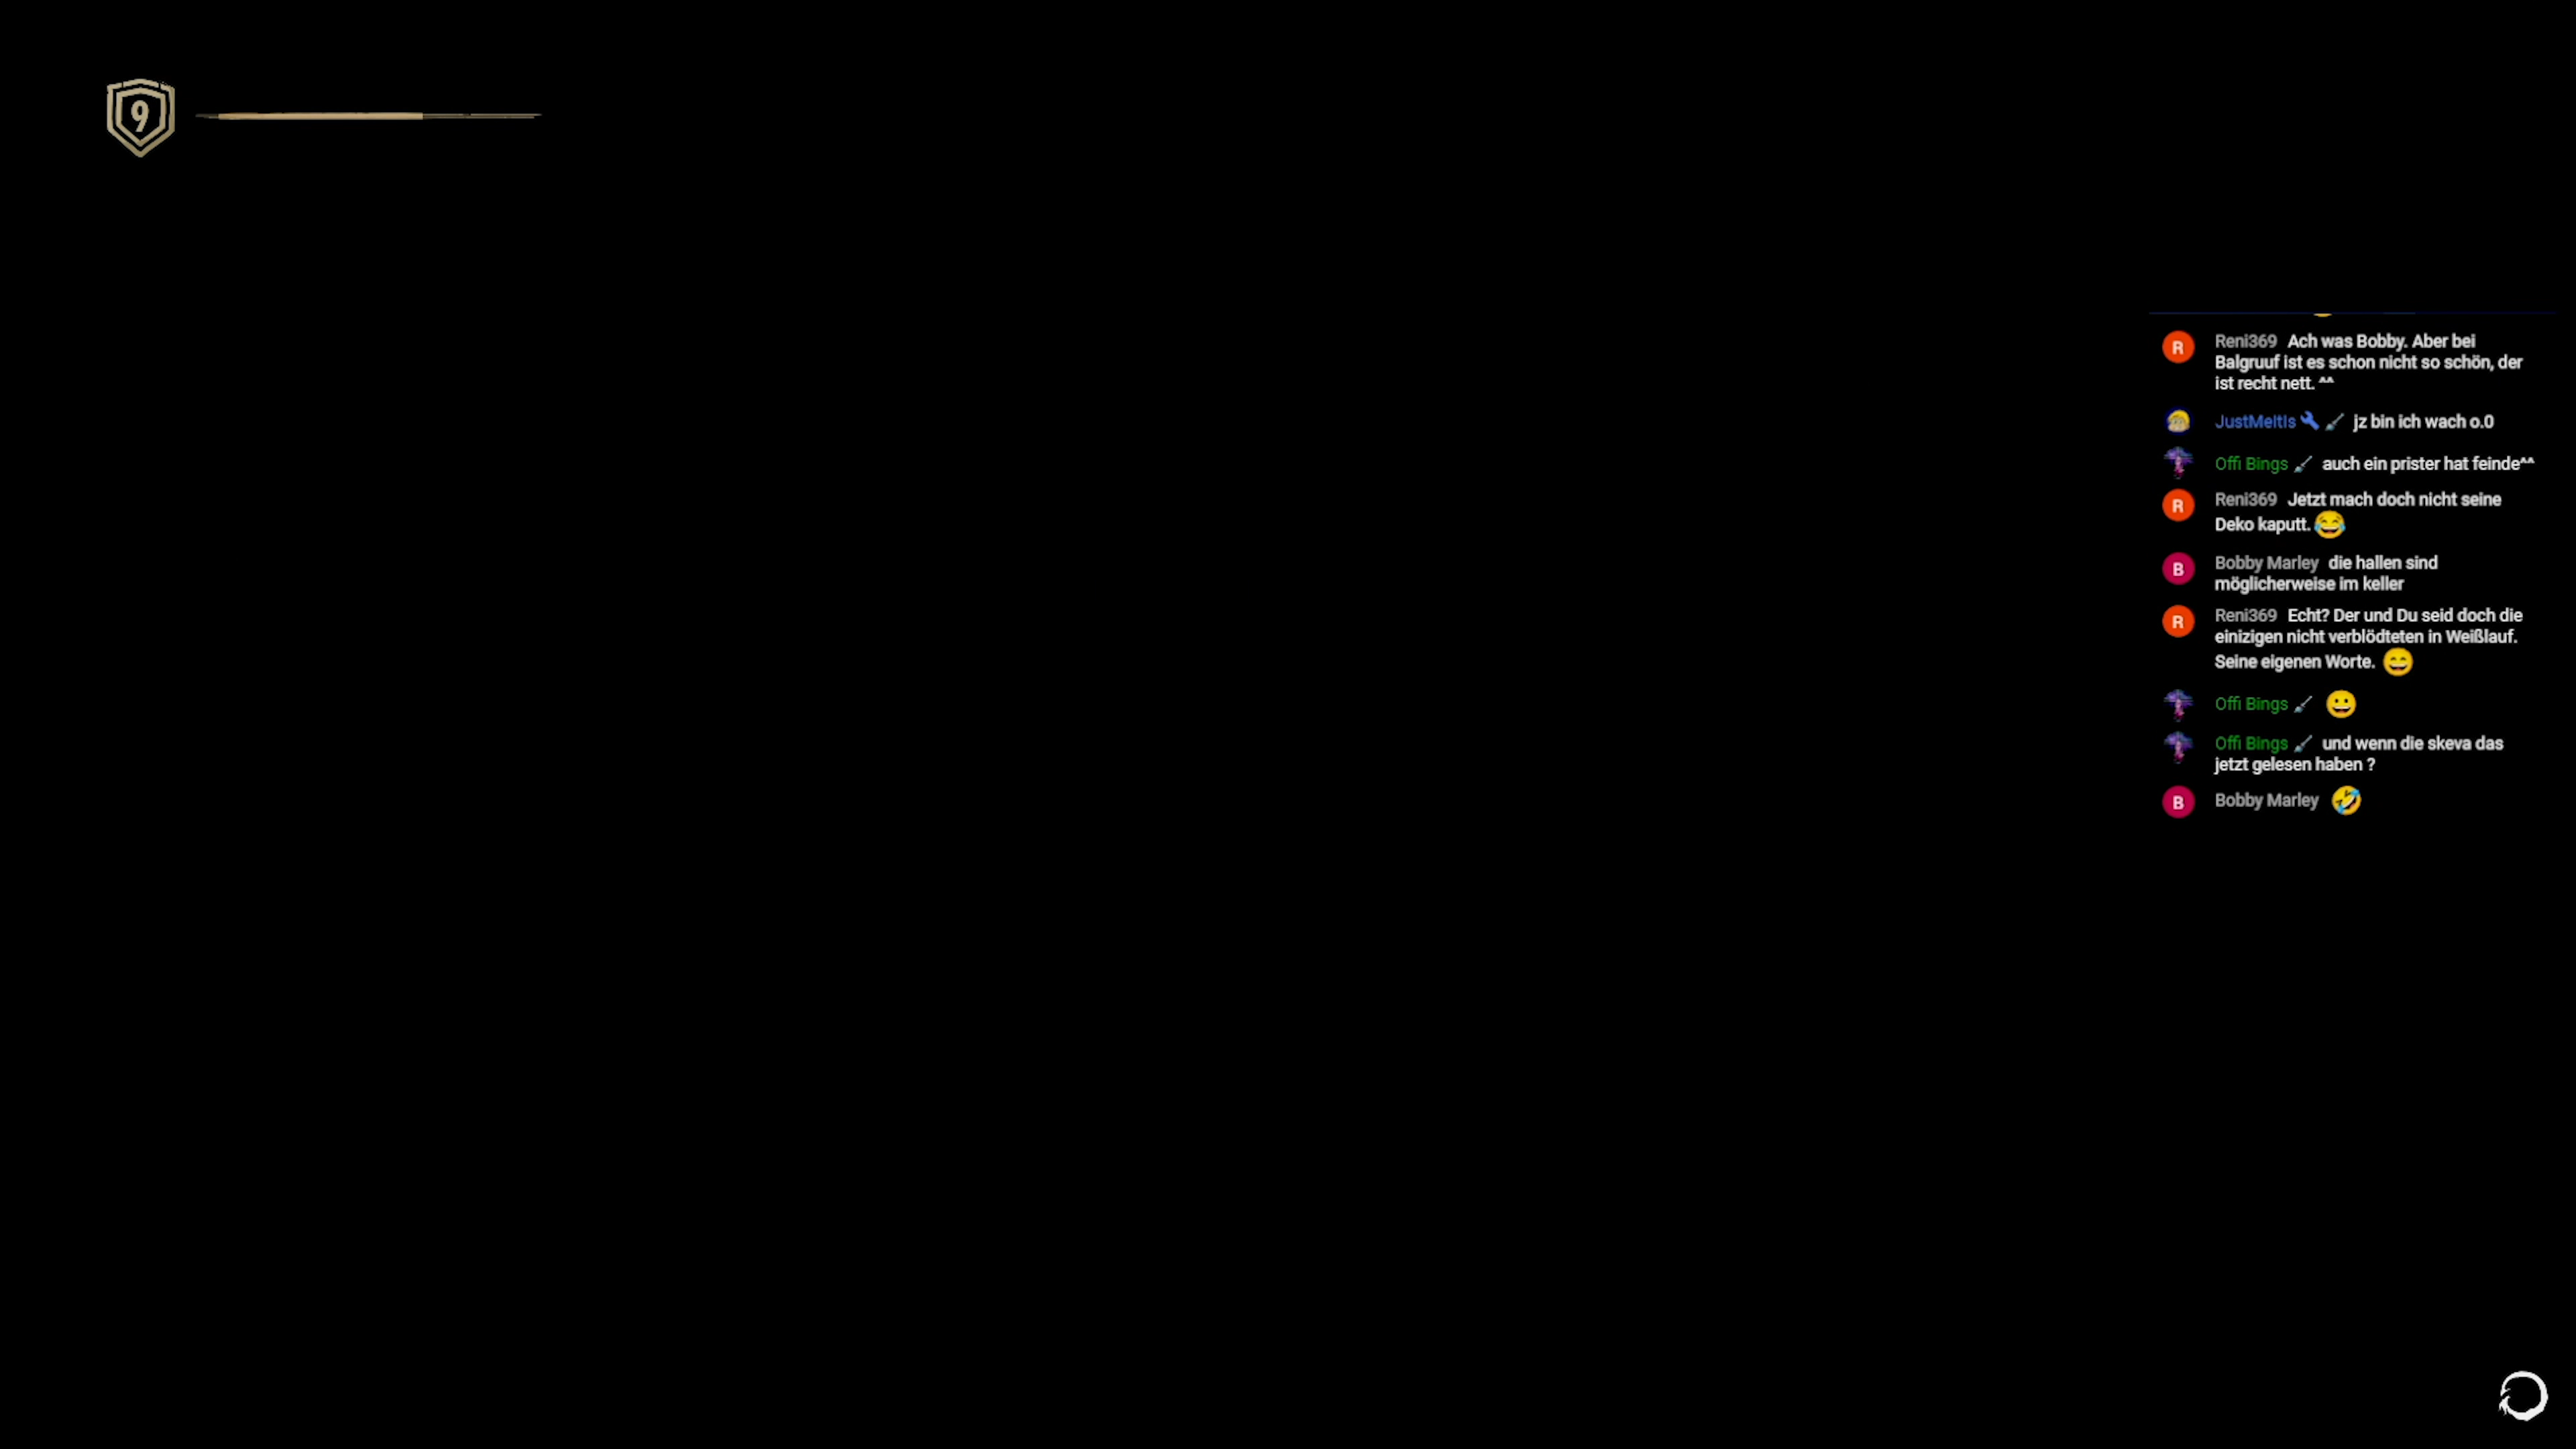 9
Reni369 Ach was Bobby. Aber bei
Balgruuf ist es schon nicht so schön, der
ist recht nett. ^^
JustMeItIs jz bin ich wach o.0
Offi Bings auch ein prister hat feinde^^
Reni369 Jetzt mach doch nicht seine
Deko kaputt. 😂
Bobby Marley die hallen sind
möglicherweise im keller
Reni369 Echt? Der und Du seid doch die
einizigen nicht verblödteten in Weißlauf.
Seine eigenen Worte. 😄
Offi Bings 😀
Offi Bings und wenn die skeva das
jetzt gelesen haben ?
Bobby Marley 🤣
R
R
B
R
B